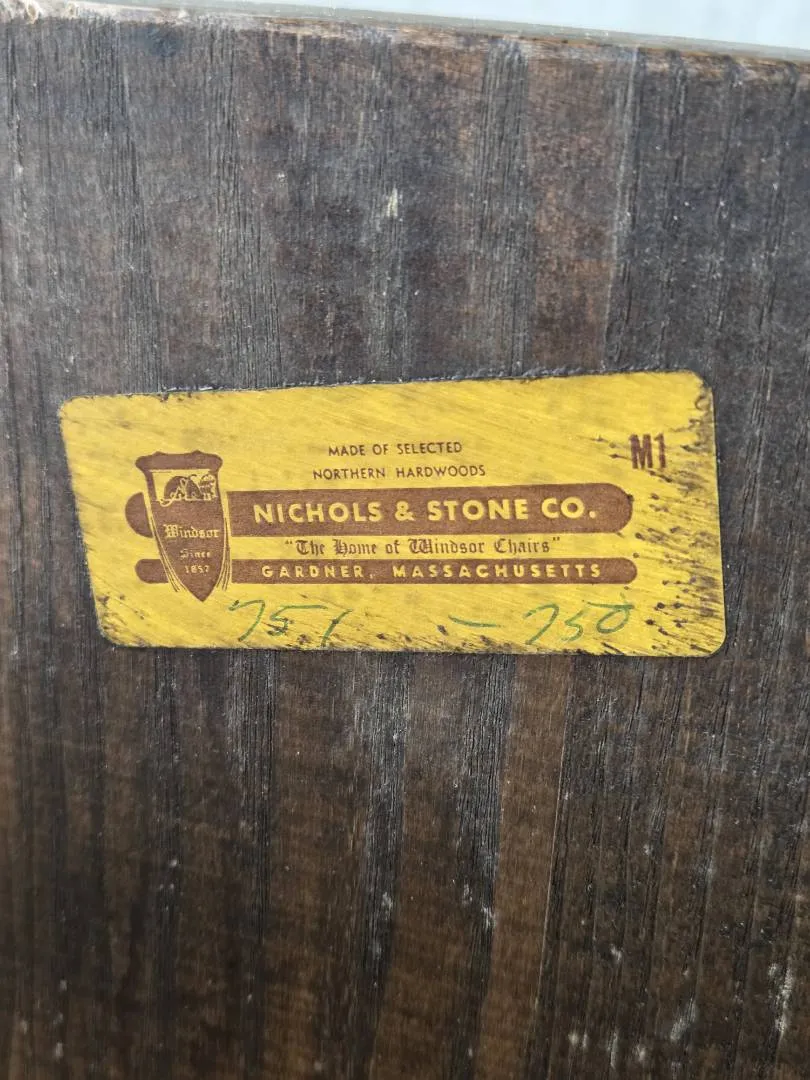 MADE OF SELECTED
NORTHERN HARDWOODS
M1
NICHOLS & STONE CO.
"The Home of Windsor Chairs"
GARDNER, MASSACHUSETTS
Windsor
Since
1857
751 - 750